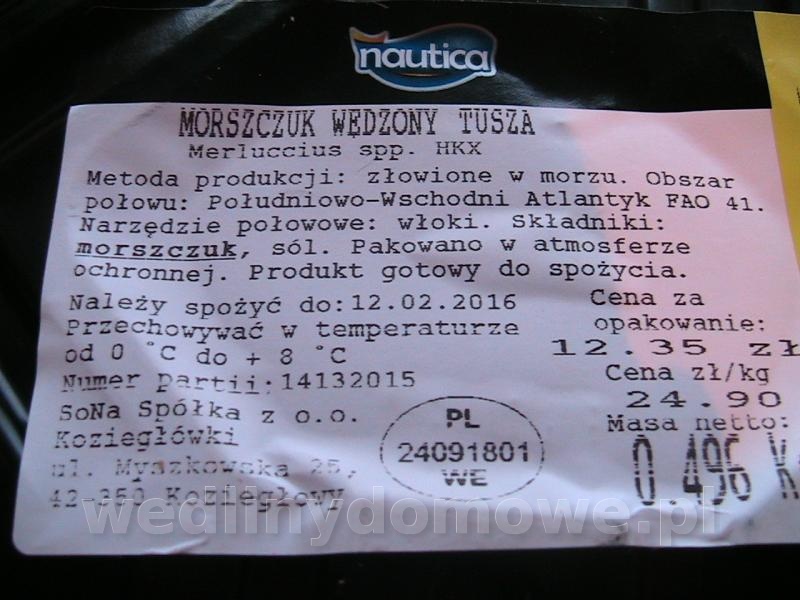 nautica
MORSZCZUK WĘDZONY TUSZA
Merluccius spp. HKX
Metoda produkcji: złowione w morzu. Obszar
połowu: Południowo-Wschodni Atlantyk FAO 41.
Narzędzie połowowe: włoki. Składniki:
morszczuk, sól. Pakowano w atmosferze
ochronnej. Produkt gotowy do spożycia.
Należy spożyć do:12.02.2016
Przechowywać w temperaturze
od 0 °C do + 8 °C
Numer partii:14132015
SoNa Spółka z o.o.
Koziegłówki
ul. Myszkowska 25,
42-350 Koziegłowy
PL
24091801
WE
Cena za
opakowanie:
12.35 zł
Cena zł/kg
24.90
Masa netto:
0.496
wedlinydomowe.pl